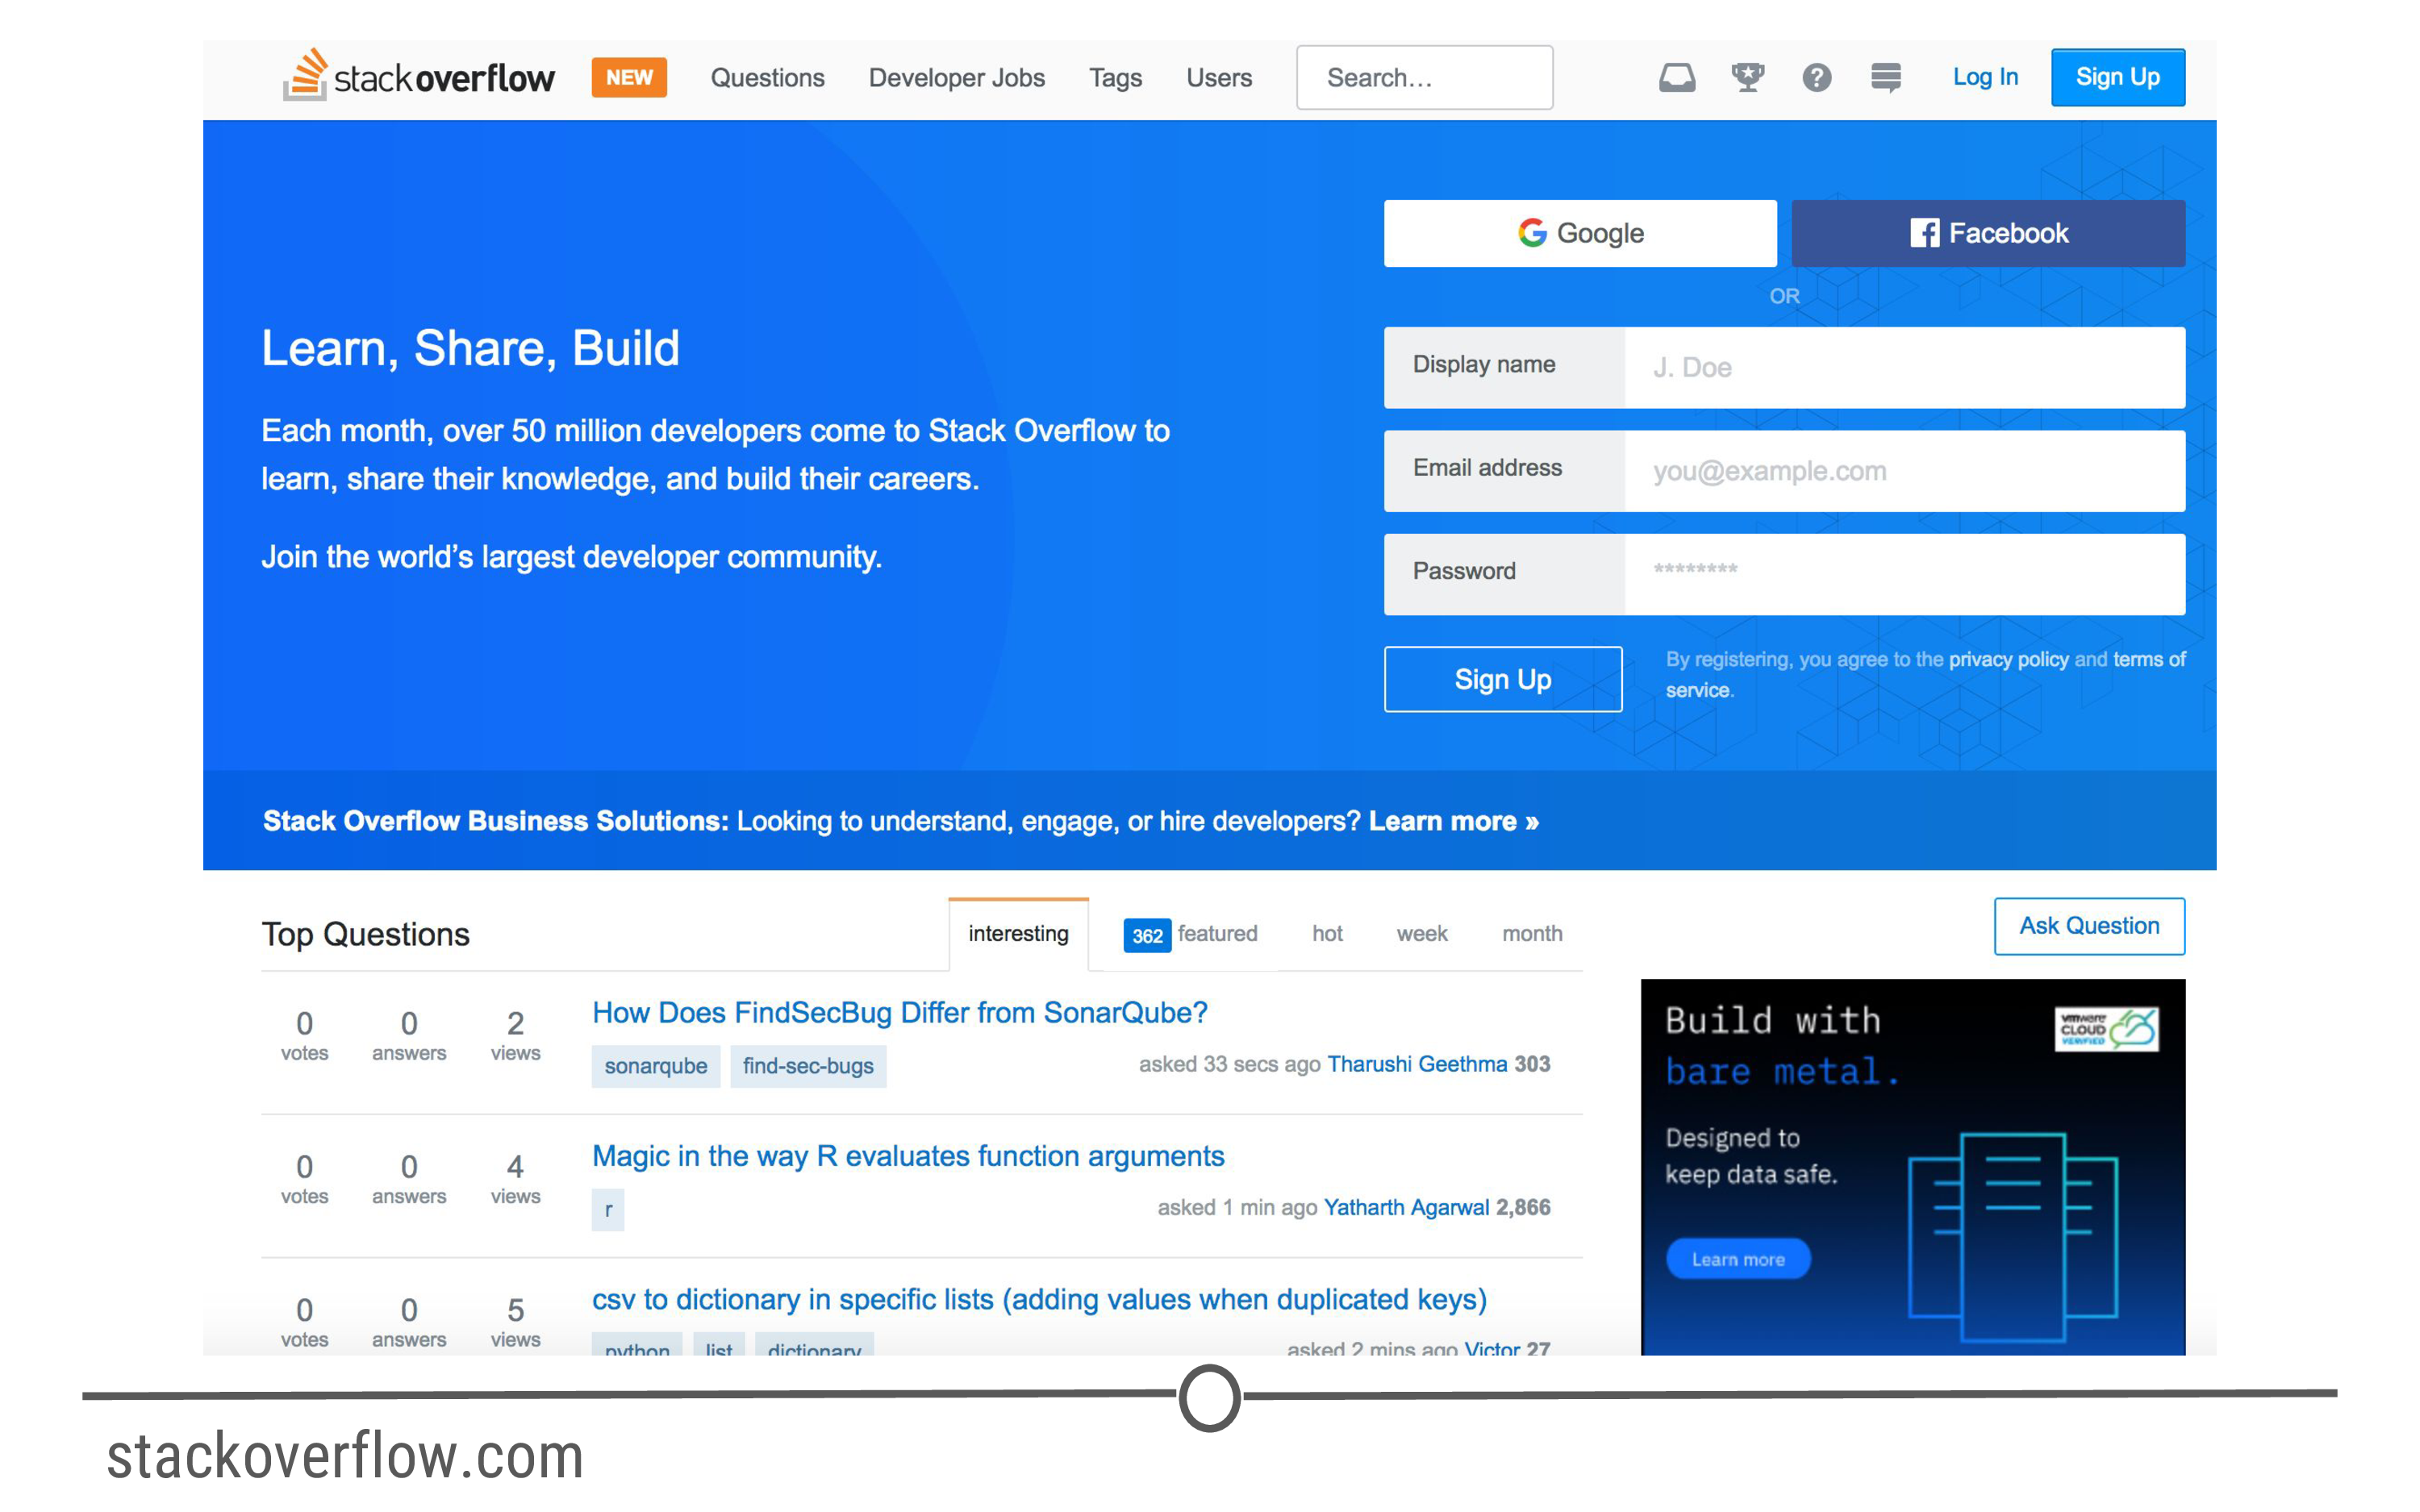 stackoverflow NEW Questions Developer Jobs Tags Users Search... Log In Sign Up
Google Facebook
OR
Learn, Share, Build
Each month, over 50 million developers come to Stack Overflow to
learn, share their knowledge, and build their careers.
Join the world's largest developer community.
Display name J. Doe
Email address you@example.com
Password ********
Sign Up
By registering, you agree to the privacy policy and terms of
service.
Stack Overflow Business Solutions: Looking to understand, engage, or hire developers? Learn more »
Top Questions interesting 362 featured hot week month
Ask Question
0 votes 0 answers 2 views
How Does FindSecBug Differ from SonarQube?
sonarqube find-sec-bugs
asked 33 secs ago Tharushi Geethma 303
0 votes 0 answers 4 views
Magic in the way R evaluates function arguments
r
asked 1 min ago Yatharth Agarwal 2,866
0 votes 0 answers 5 views
csv to dictionary in specific lists (adding values when duplicated keys)
python list dictionary
asked 2 mins ago Victor 27
Build with
bare metal.
vmware
CLOUD
VERIFIED
Designed to
keep data safe.
Learn more
stackoverflow.com